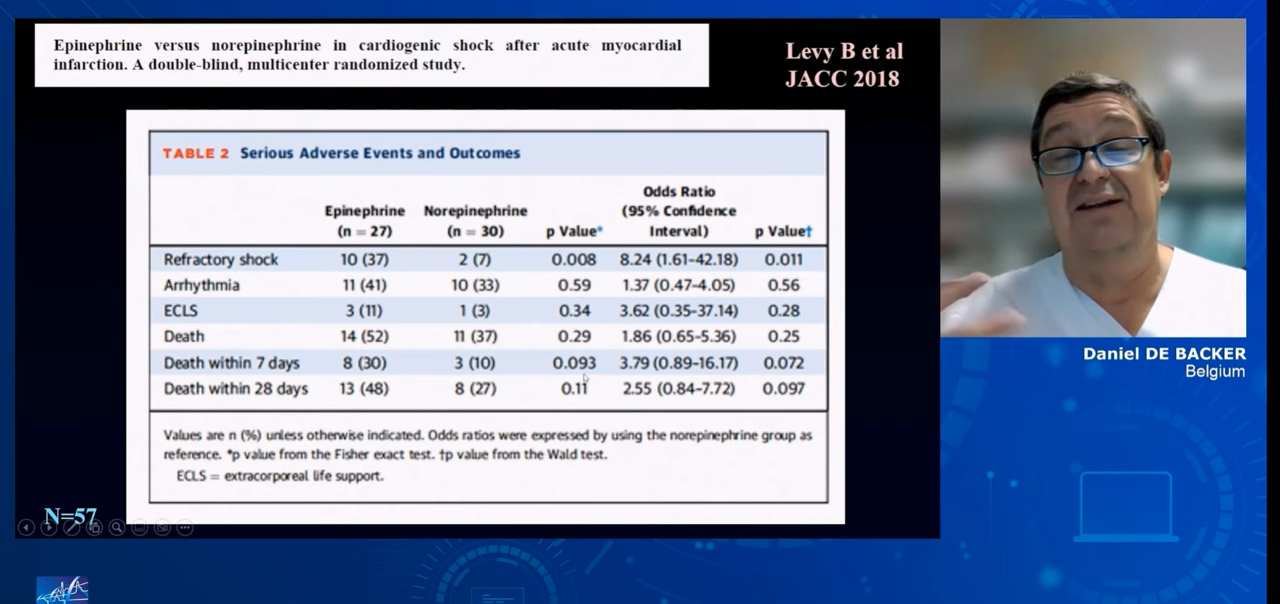 Epinephrine versus norepinephrine in cardiogenic shock after acute myocardial
infarction. A double-blind, multicenter randomized study.
Levy B et al
JACC 2018
TABLE 2 Serious Adverse Events and Outcomes
Epinephrine (n = 27) Norepinephrine (n = 30) p Value* Odds Ratio (95% Confidence Interval) p Value†
Refractory shock 10 (37) 2 (7) 0.008 8.24 (1.61–42.18) 0.011
Arrhythmia 11 (41) 10 (33) 0.59 1.37 (0.47–4.05) 0.56
ECLS 3 (11) 1 (3) 0.34 3.62 (0.35–37.14) 0.28
Death 14 (52) 11 (37) 0.29 1.86 (0.65–5.36) 0.25
Death within 7 days 8 (30) 3 (10) 0.093 3.79 (0.89–16.17) 0.072
Death within 28 days 13 (48) 8 (27) 0.11 2.55 (0.84–7.72) 0.097
Values are n (%) unless otherwise indicated. Odds ratios were expressed by using the norepinephrine group as
reference. *p value from the Fisher exact test. †p value from the Wald test.
ECLS = extracorporeal life support.
N=57
Daniel DE BACKER
Belgium